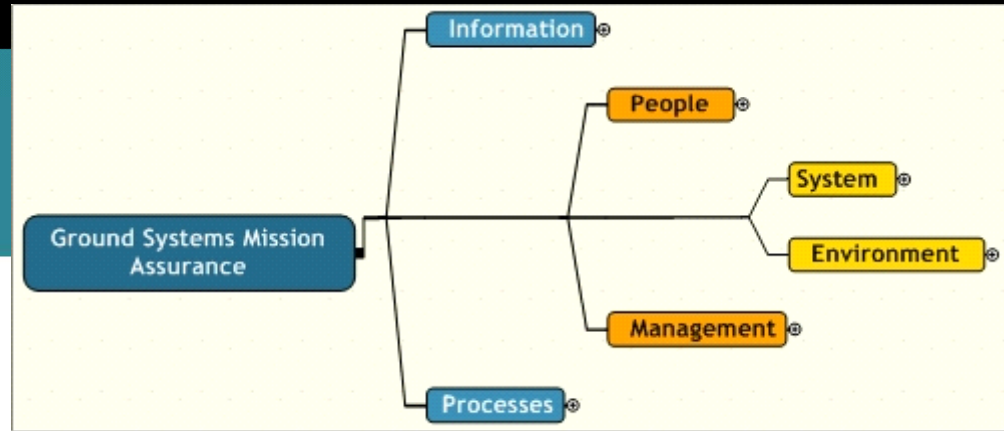 Information
People
System
Ground Systems Mission
Assurance
Environment
Management
Processes